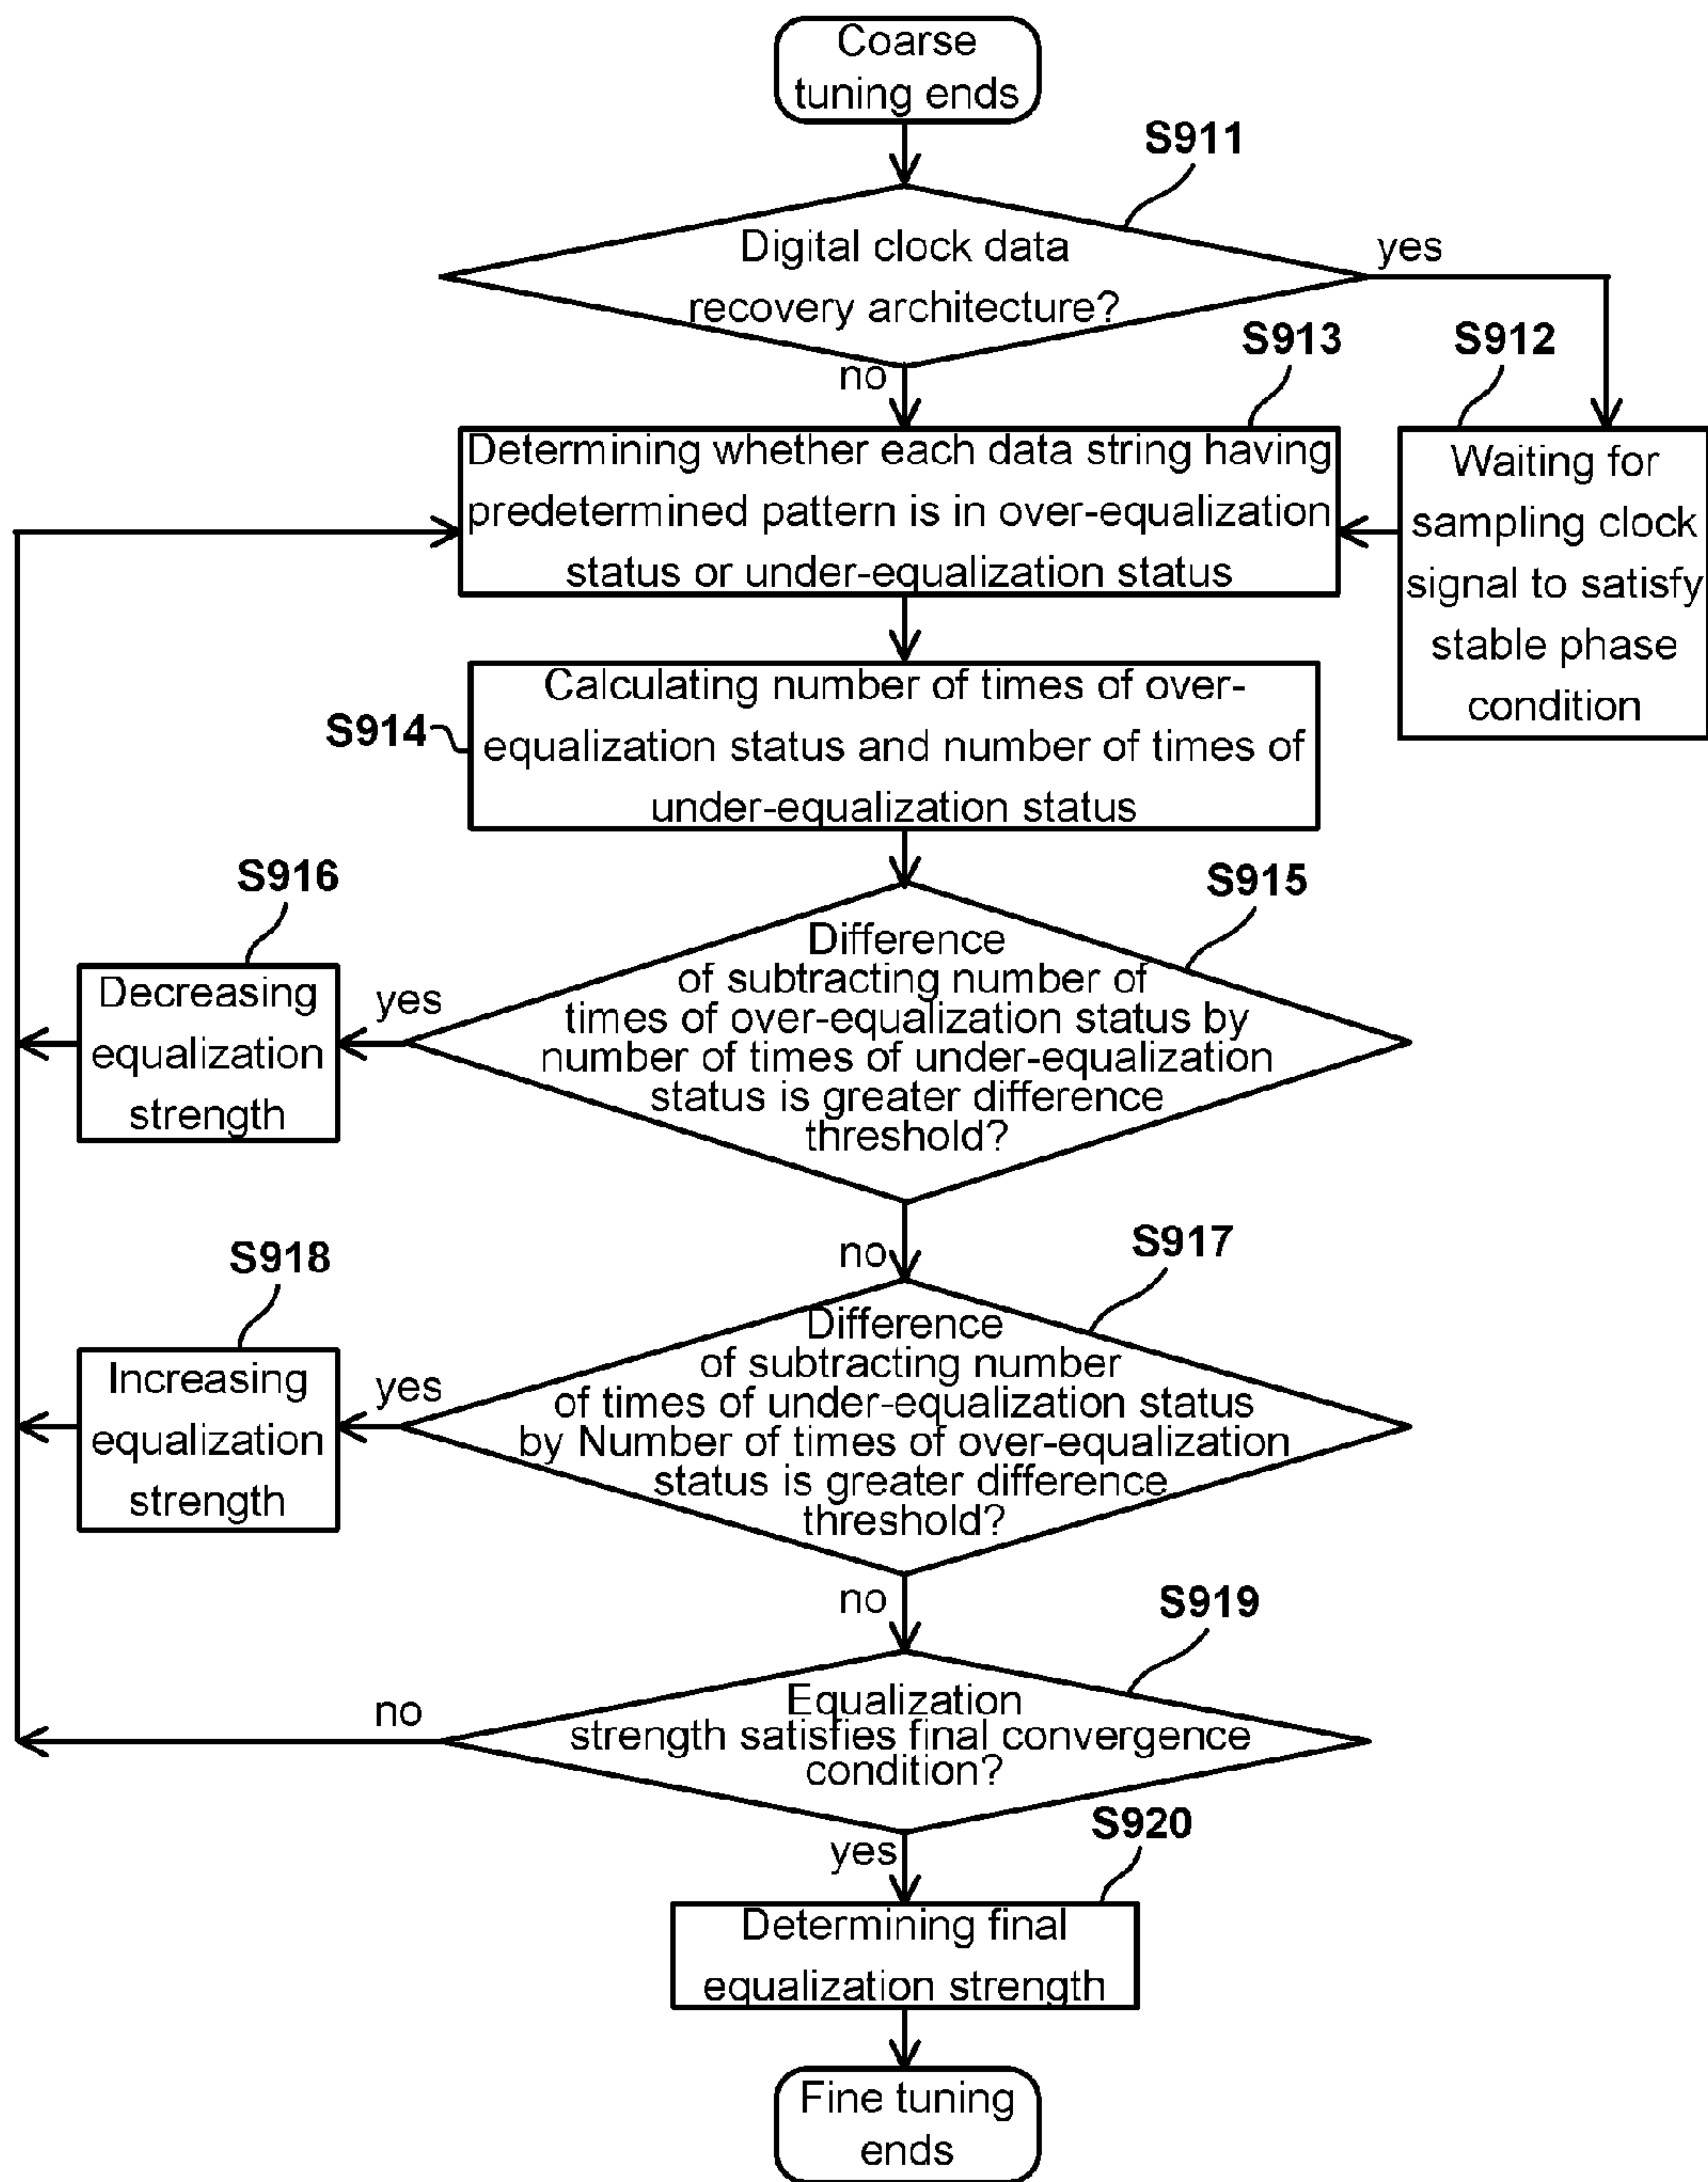 Coarse
tuning ends
S911
Digital clock data
recovery architecture?
yes
no
S913
S912
Determining whether each data string having
predetermined pattern is in over-equalization
status or under-equalization status
Waiting for
sampling clock
signal to satisfy
stable phase
condition
S914
Calculating number of times of over-
equalization status and number of times of
under-equalization status
S916
S915
Decreasing
equalization
strength
yes
Difference
of subtracting number of
times of over-equalization status by
number of times of under-equalization
status is greater difference
threshold?
no
S918
S917
Increasing
equalization
strength
yes
Difference
of subtracting number
of times of under-equalization status
by Number of times of over-equalization
status is greater difference
threshold?
no
S919
no
Equalization
strength satisfies final convergence
condition?
yes
S920
Determining final
equalization strength
Fine tuning
ends